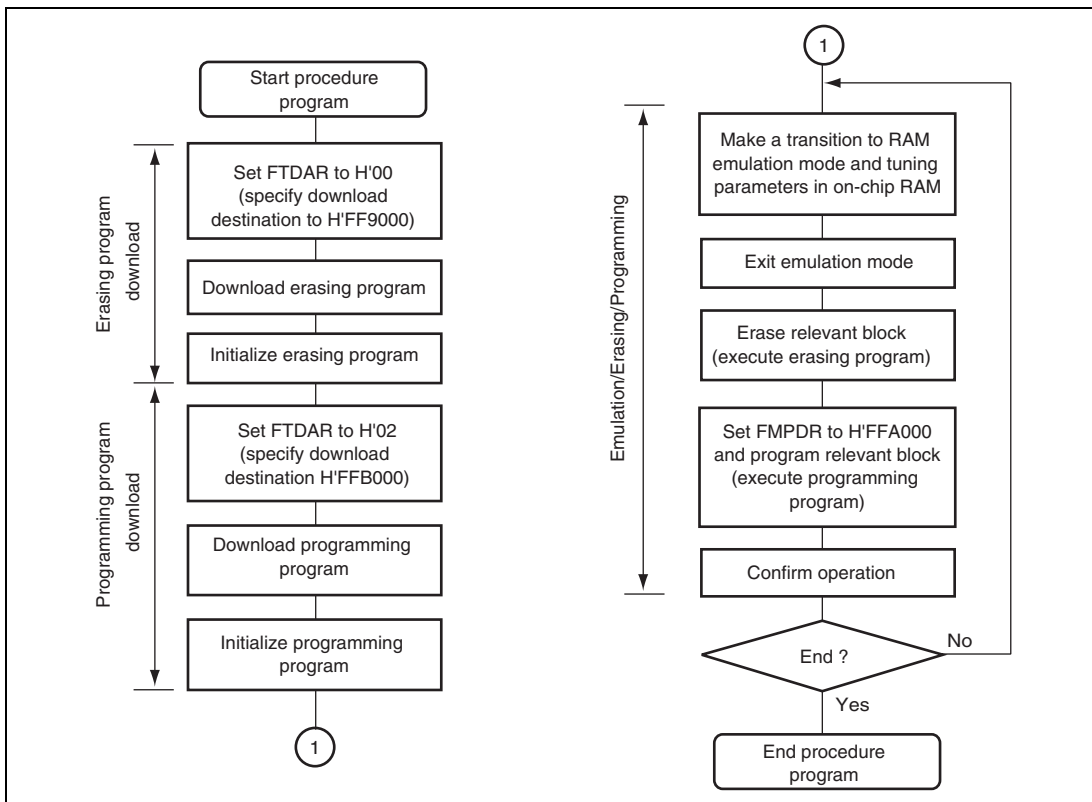 Start procedure
program
Erasing program
download
Set FTDAR to H'00
(specify download
destination to H'FF9000)
Download erasing program
Initialize erasing program
Programming program
download
Set FTDAR to H'02
(specify download
destination H'FFB000)
Download programming
program
Initialize programming
program
1
1
Emulation/Erasing/Programming
Make a transition to RAM
emulation mode and tuning
parameters in on-chip RAM
Exit emulation mode
Erase relevant block
(execute erasing program)
Set FMPDR to H'FFA000
and program relevant block
(execute programming
program)
Confirm operation
End ?
No
Yes
End procedure
program